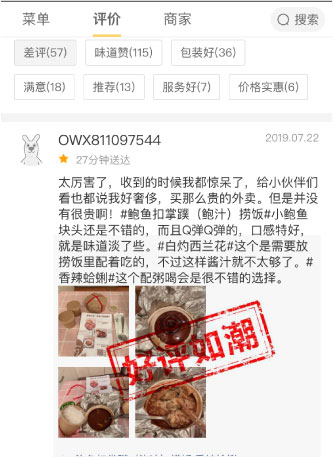 菜单 评价 商家 搜索
差评(57) 味道赞(115) 包装好(36)
满意(18) 推荐(13) 服务好(7) 价格实惠(6)
OWX811097544 2019.07.22
27分钟送达
太厉害了，收到的时候我都惊呆了，给小伙伴们
看也都说我好奢侈，买那么贵的外卖。但是并没
有很贵啊！#鲍鱼扣掌蹼（鲍汁）捞饭#小鲍鱼
块头还是不错的，而且Q弹Q弹的，口感特好，
就是味道淡了些。#白灼西兰花#这个是需要放
捞饭里配着吃的，不过这样酱汁就不太够了。#
香辣蛤蜊#这个配粥喝会是很不错的选择。
好评如潮